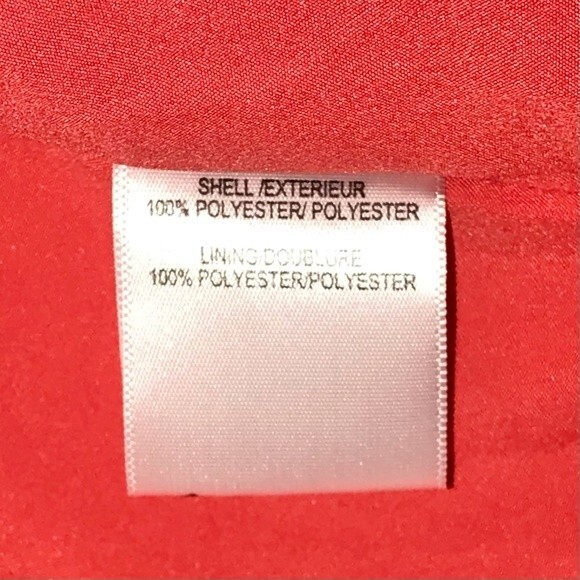 SHELL /EXTERIEUR
100% POLYESTER/ POLYESTER
LINING/DOUBLURE
100% POLYESTER/POLYESTER